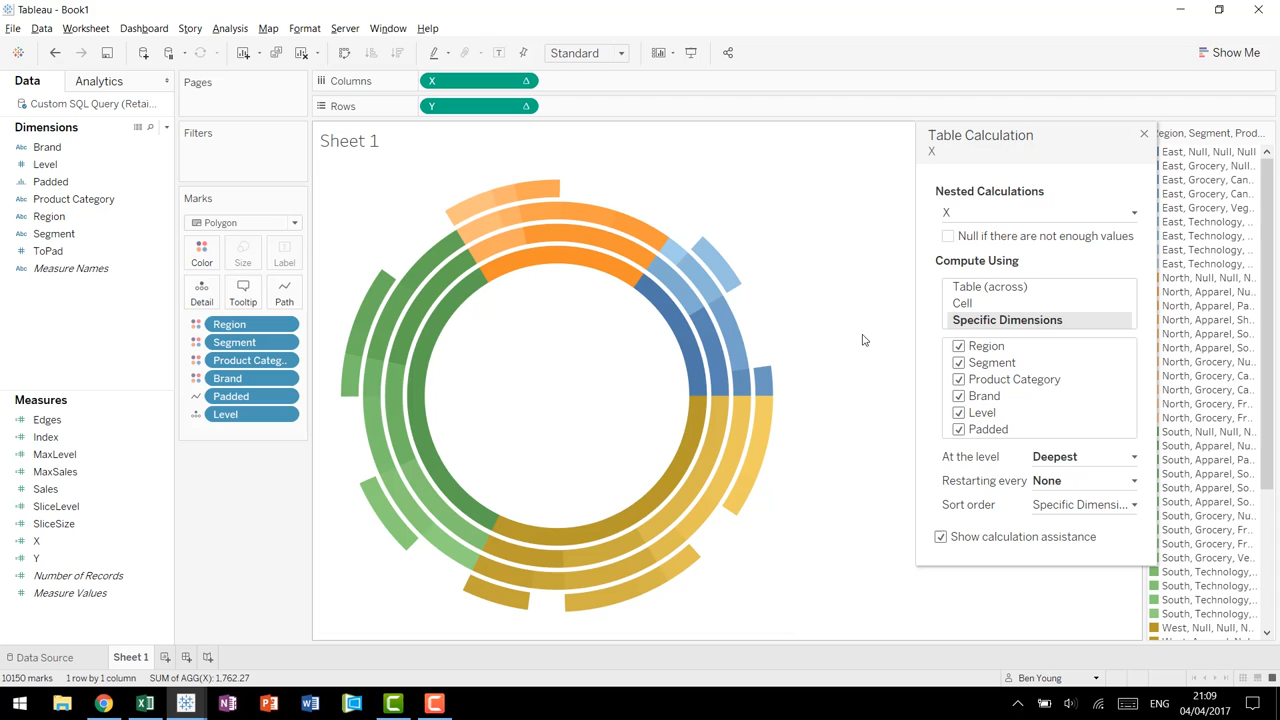 Tableau - Book1
File Data Worksheet Dashboard Story Analysis Map Format Server Window Help
Standard
Show Me
Data
Analytics
Custom SQL Query (Retai...
Dimensions
Abc Brand
# Level
Padded
Abc Product Category
Abc Region
Abc Segment
# ToPad
Abc Measure Names
Measures
# Edges
# Index
# MaxLevel
# MaxSales
# Sales
# SliceLevel
# SliceSize
# X
# Y
# Number of Records
# Measure Values
Pages
Filters
Marks
Polygon
Color
Size
Label
Detail
Tooltip
Path
Region
Segment
Product Categ..
Brand
Padded
Level
Columns
X
Rows
Y
Sheet 1
Table Calculation
X
Nested Calculations
X
Null if there are not enough values
Compute Using
Table (across)
Cell
Specific Dimensions
Region
Segment
Product Category
Brand
Level
Padded
At the level Deepest
Restarting every None
Sort order Specific Dimensi...
Show calculation assistance
Region, Segment, Prod...
East, Null, Null, Null
East, Grocery, Null...
East, Grocery, Can...
East, Grocery, Can...
East, Grocery, Veg...
East, Technology,...
East, Technology,...
East, Technology,...
East, Technology,...
North, Null, Null, N...
North, Apparel, Nu...
North, Apparel, Pa...
North, Apparel, Sh...
North, Apparel, So...
North, Apparel, So...
North, Grocery, Nu...
North, Grocery, Ca...
North, Grocery, Ca...
North, Grocery, Fr...
North, Grocery, Ca...
South, Null, Null, N...
South, Apparel, Nu...
South, Apparel, Pa...
South, Apparel, So...
South, Apparel, So...
South, Apparel, So...
South, Grocery, Nu...
South, Grocery, Ca...
South, Grocery, Fr...
South, Grocery, Ve...
South, Technology,...
South, Technology,...
South, Technology,...
South, Technology,...
West, Null, Null, N...
Data Source
Sheet 1
10150 marks 1 row by 1 column SUM of AGG(X): 1,762.27
Ben Young
ENG
21:09
04/04/2017